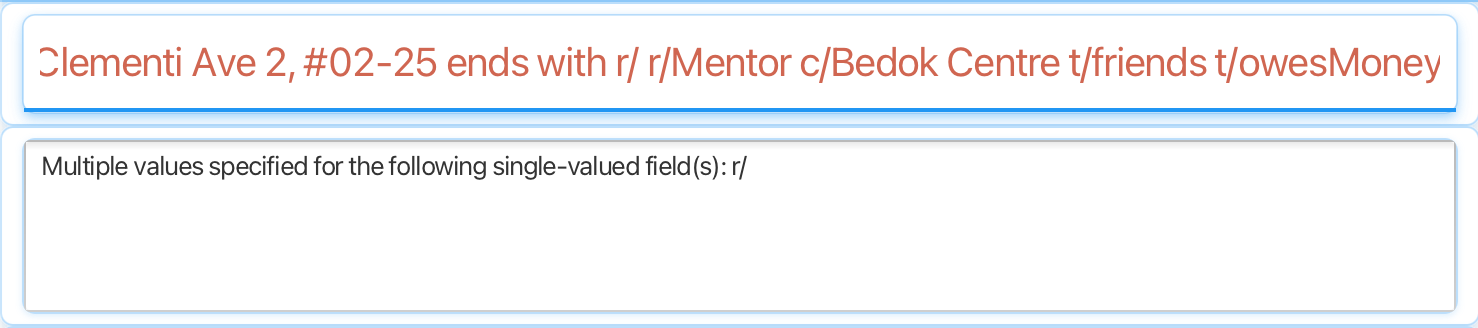 Clementi Ave 2, #02-25 ends with r/ r/Mentor c/Bedok Centre t/friends t/owesMoney
Multiple values specified for the following single-valued field(s): r/